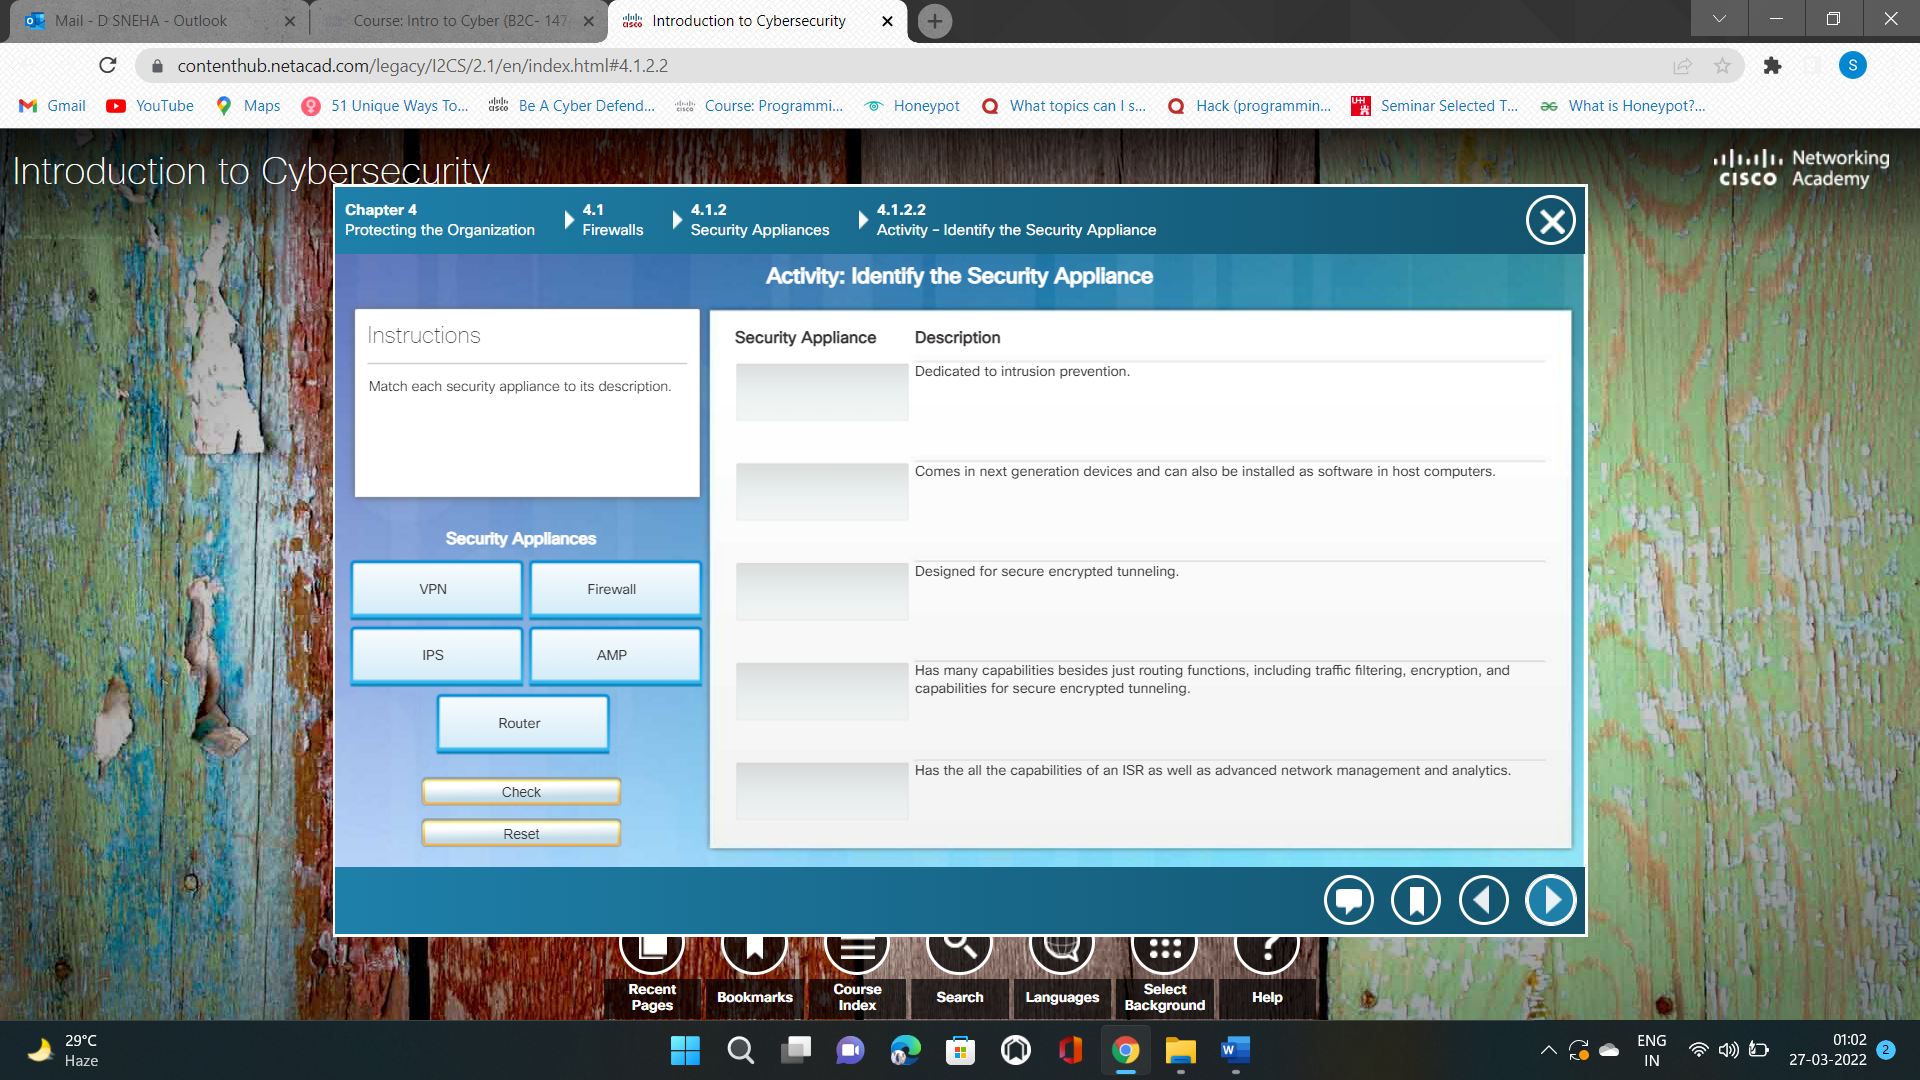 Mail - D SNEHA - Outlook
Course: Intro to Cyber (B2C- 147
Introduction to Cybersecurity
contenthub.netacad.com/legacy/I2CS/2.1/en/index.html#4.1.2.2
S
Gmail
YouTube
Maps
51 Unique Ways To...
Be A Cyber Defend...
Course: Programmi...
Honeypot
What topics can I s...
Hack (programmin...
Seminar Selected T...
What is Honeypot?...
Introduction to Cybersecurity
CISCO Networking Academy
Chapter 4
Protecting the Organization
4.1
Firewalls
4.1.2
Security Appliances
4.1.2.2
Activity - Identify the Security Appliance
Activity: Identify the Security Appliance
Instructions
Match each security appliance to its description.
Security Appliances
VPN
Firewall
IPS
AMP
Router
Check
Reset
Security Appliance
Description
Dedicated to intrusion prevention.
Comes in next generation devices and can also be installed as software in host computers.
Designed for secure encrypted tunneling.
Has many capabilities besides just routing functions, including traffic filtering, encryption, and
capabilities for secure encrypted tunneling.
Has the all the capabilities of an ISR as well as advanced network management and analytics.
Recent
Pages
Bookmarks
Course
Index
Search
Languages
Select
Background
Help
29°C
Haze
ENG
IN
01:02
27-03-2022
2